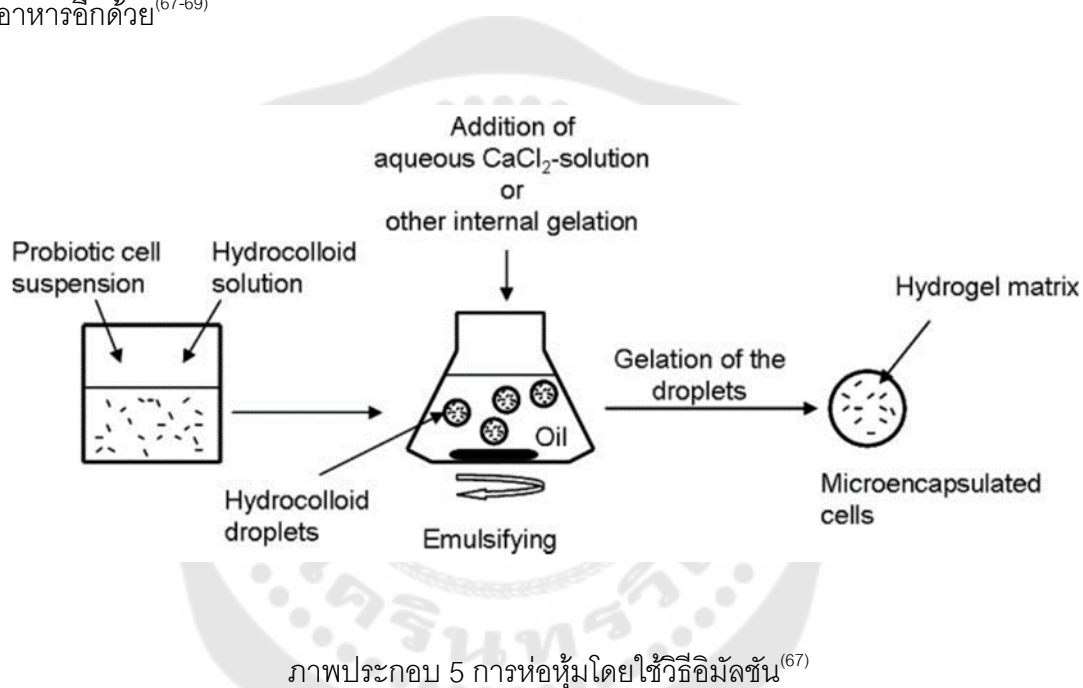 อาหารอีกด้วย(67-69)
Addition of
aqueous CaCl2-solution
or
other internal gelation
Probiotic cell
suspension
Hydrocolloid
solution
Hydrogel matrix
Gelation of the
droplets
Oil
Hydrocolloid
droplets
Emulsifying
Microencapsulated
cells
ภาพประกอบ 5 การห่อหุ้มโดยใช้วิธีอิมัลชัน(67)